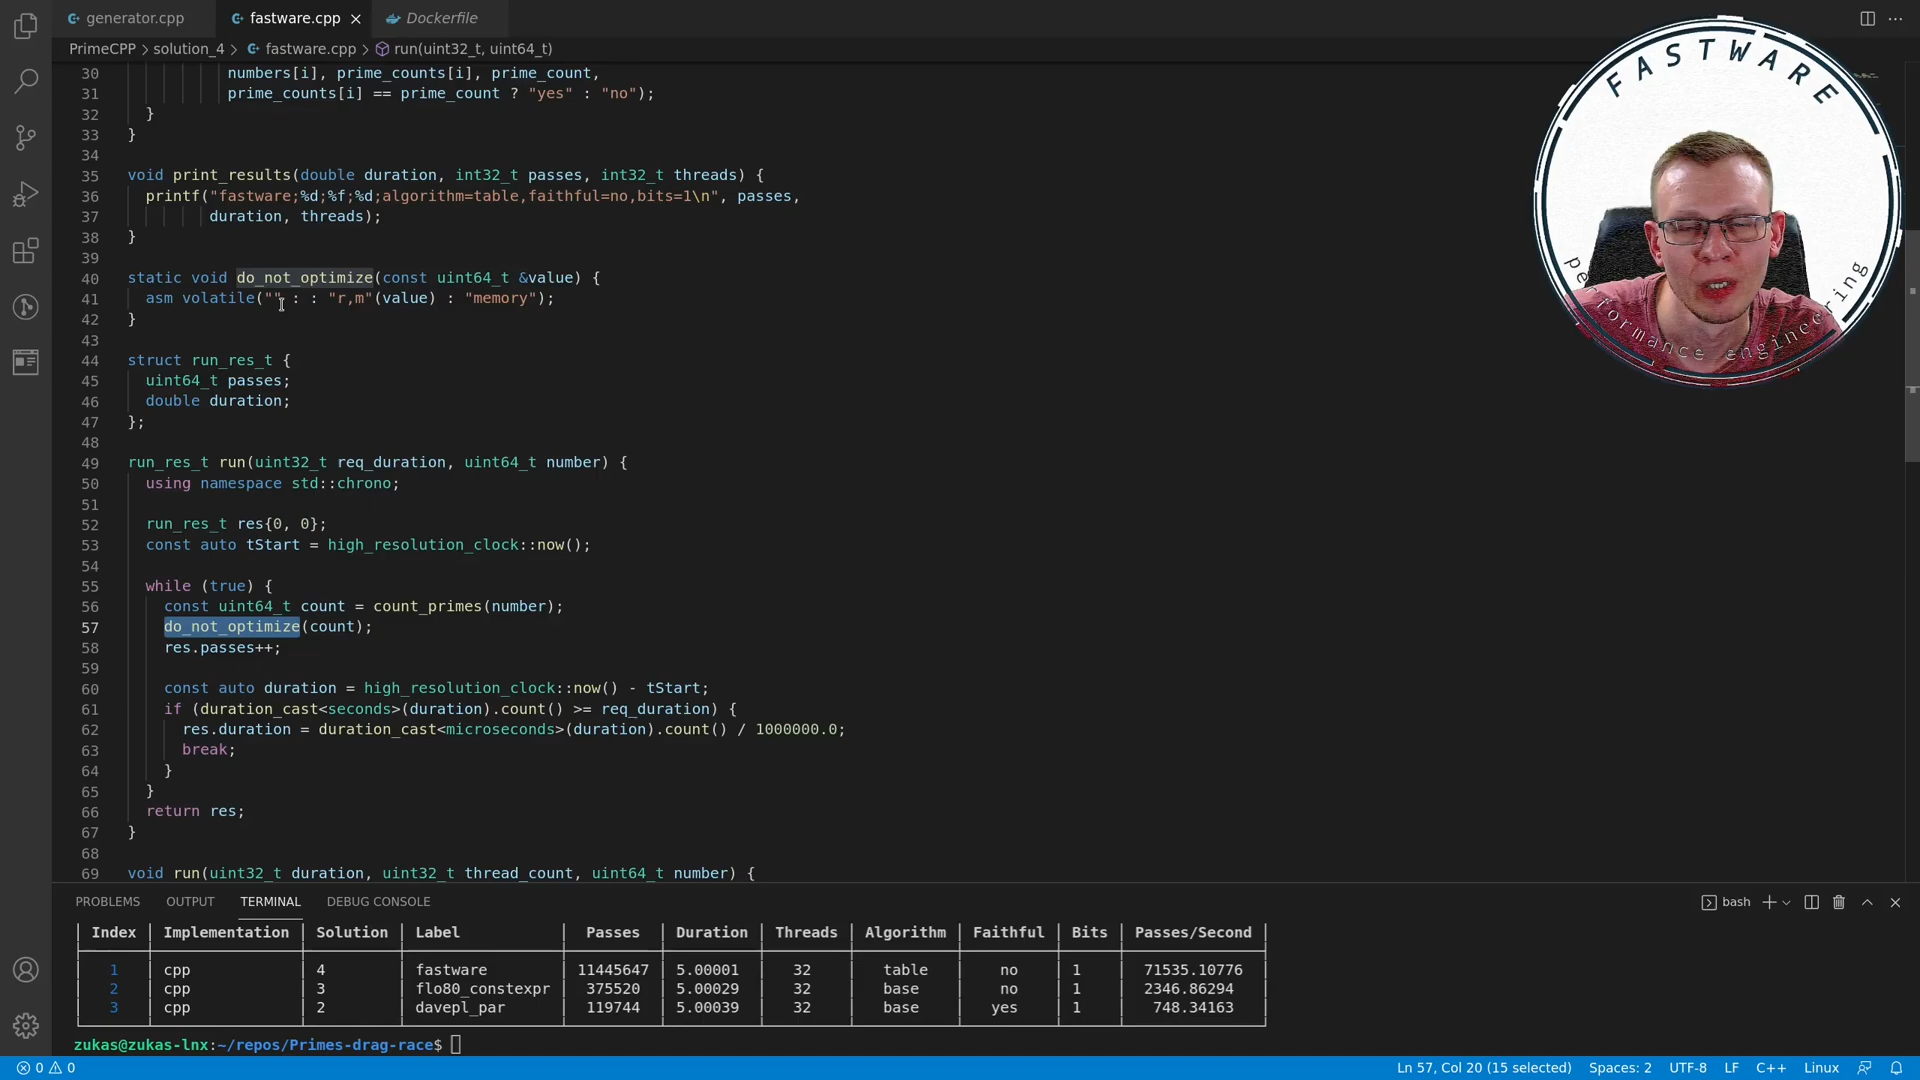 generator.cpp
fastware.cpp
Dockerfile
PrimeCPP > solution_4 > fastware.cpp > run(uint32_t, uint64_t)
30 numbers[i], prime_counts[i], prime_count,
31 prime_counts[i] == prime_count ? "yes" : "no");
32 }
33 }
34
35 void print_results(double duration, int32_t passes, int32_t threads) {
36 printf("fastware;%d;%f;%d;algorithm=table,faithful=no,bits=1\n", passes,
37 duration, threads);
38 }
39
40 static void do_not_optimize(const uint64_t &value) {
41 asm volatile("" : : "r,m"(value) : "memory");
42 }
43
44 struct run_res_t {
45 uint64_t passes;
46 double duration;
47 };
48
49 run_res_t run(uint32_t req_duration, uint64_t number) {
50 using namespace std::chrono;
51
52 run_res_t res{0, 0};
53 const auto tStart = high_resolution_clock::now();
54
55 while (true) {
56 const uint64_t count = count_primes(number);
57 do_not_optimize(count);
58 res.passes++;
59
60 const auto duration = high_resolution_clock::now() - tStart;
61 if (duration_cast<seconds>(duration).count() >= req_duration) {
62 res.duration = duration_cast<microseconds>(duration).count() / 1000000.0;
63 break;
64 }
65 }
66 return res;
67 }
68
69 void run(uint32_t duration, uint32_t thread_count, uint64_t number) {
FASTWARE
performance engineering
PROBLEMS OUTPUT TERMINAL DEBUG CONSOLE
bash
Index Implementation Solution Label Passes Duration Threads Algorithm Faithful Bits Passes/Second
1 cpp 4 fastware 11445647 5.00001 32 table no 1 71535.10776
2 cpp 3 flo80_constexpr 375520 5.00029 32 base no 1 2346.86294
3 cpp 2 davepl_par 119744 5.00039 32 base yes 1 748.34163
zukas@zukas-lnx:~/repos/Primes-drag-race$
0 0 Ln 57, Col 20 (15 selected) Spaces: 2 UTF-8 LF C++ Linux